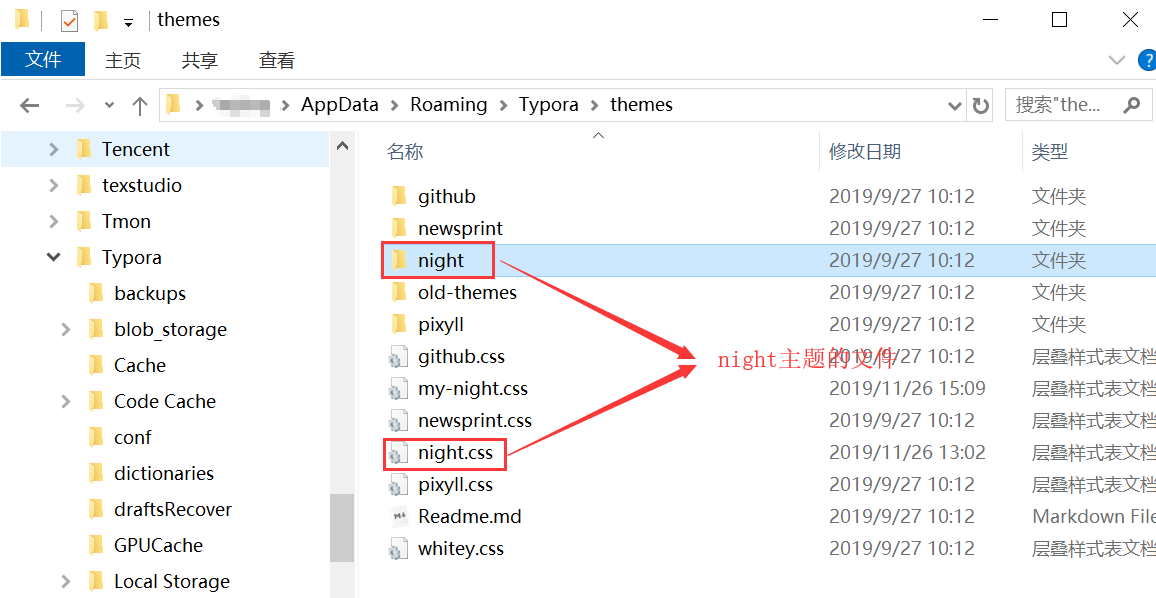 themes
文件 主页 共享 查看
AppData Roaming Typora themes 搜索"the...
Tencent
texstudio
Tmon
Typora
backups
blob_storage
Cache
Code Cache
conf
dictionaries
draftsRecover
GPUCache
Local Storage
名称 修改日期 类型
github 2019/9/27 10:12 文件夹
newsprint 2019/9/27 10:12 文件夹
night 2019/9/27 10:12 文件夹
old-themes 2019/9/27 10:12 文件夹
pixyll 2019/9/27 10:12 文件夹
github.css 2019/9/27 10:12 层叠样式表文档
my-night.css 2019/11/26 15:09 层叠样式表文档
newsprint.css 2019/9/27 10:12 层叠样式表文档
night.css 2019/11/26 13:02 层叠样式表文档
pixyll.css 2019/9/27 10:12 层叠样式表文档
Readme.md 2019/9/27 10:12 Markdown File
whitey.css 2019/9/27 10:12 层叠样式表文档
night主题的文件